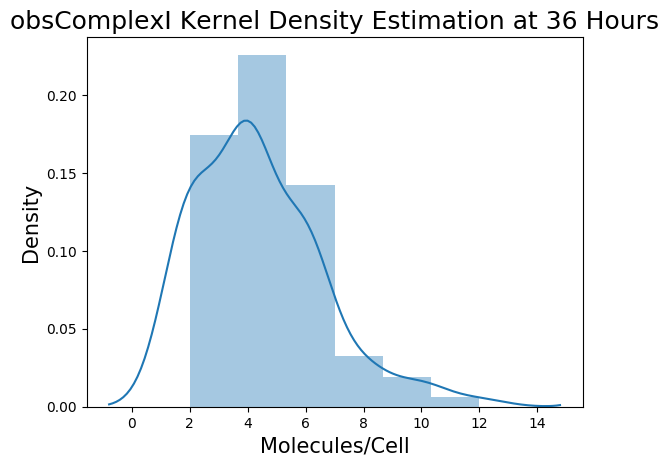 obsComplexI Kernel Density Estimation at 36 Hours
0.20
0.15
0.10
0.05
0.00
Density
0 2 4 6 8 10 12 14
Molecules/Cell